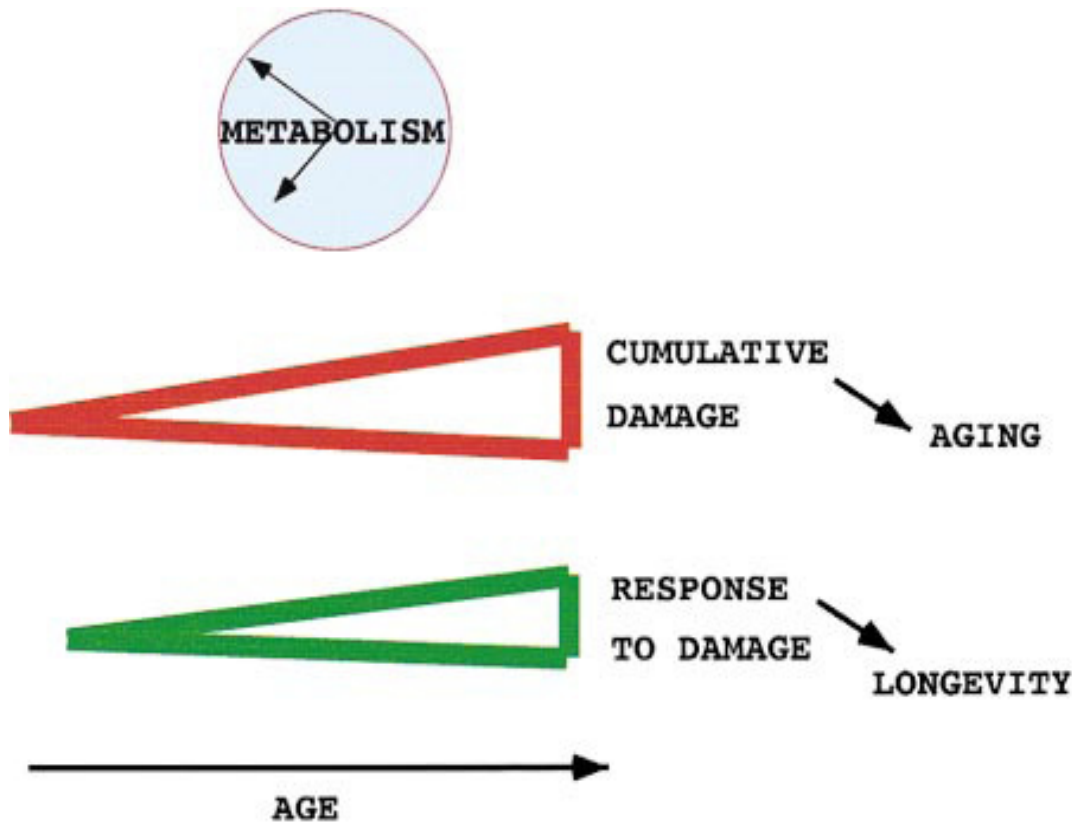 METABOLISM
CUMULATIVE
DAMAGE
AGING
RESPONSE
TO DAMAGE
LONGEVITY
AGE